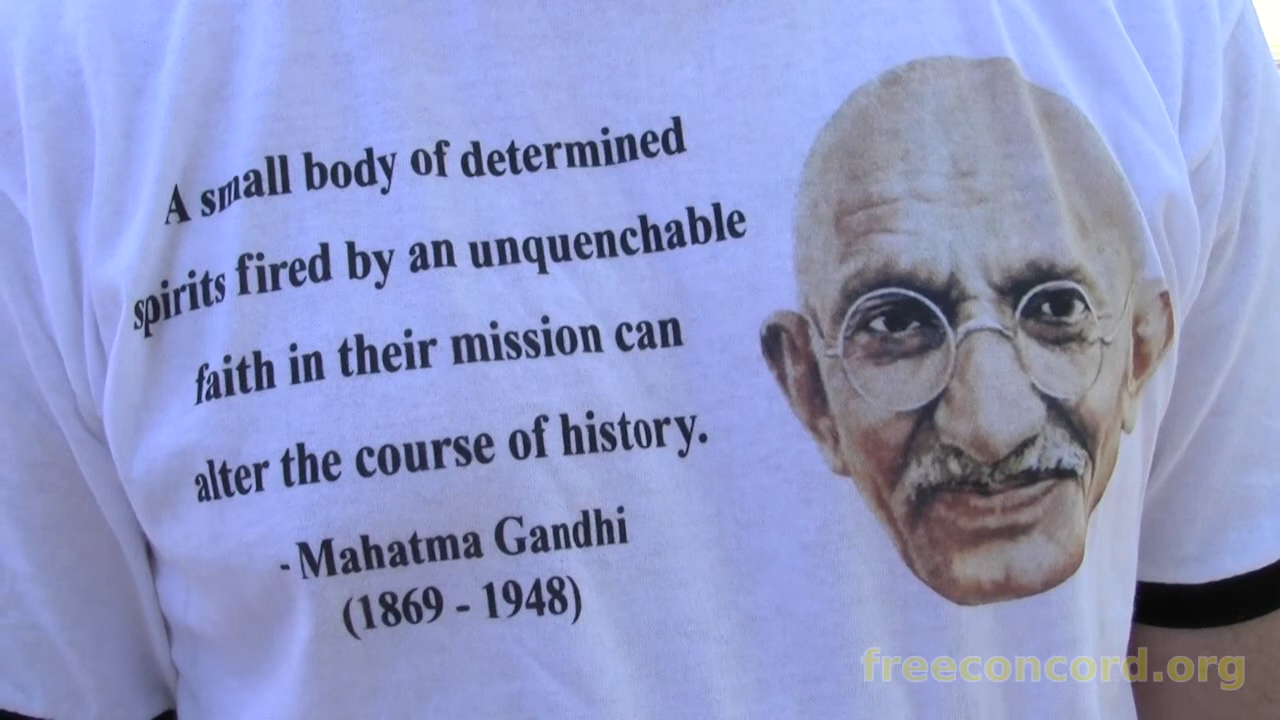 A small body of determined
spirits fired by an unquenchable
faith in their mission can
alter the course of history.
- Mahatma Gandhi
(1869 - 1948)
freeconcord.org